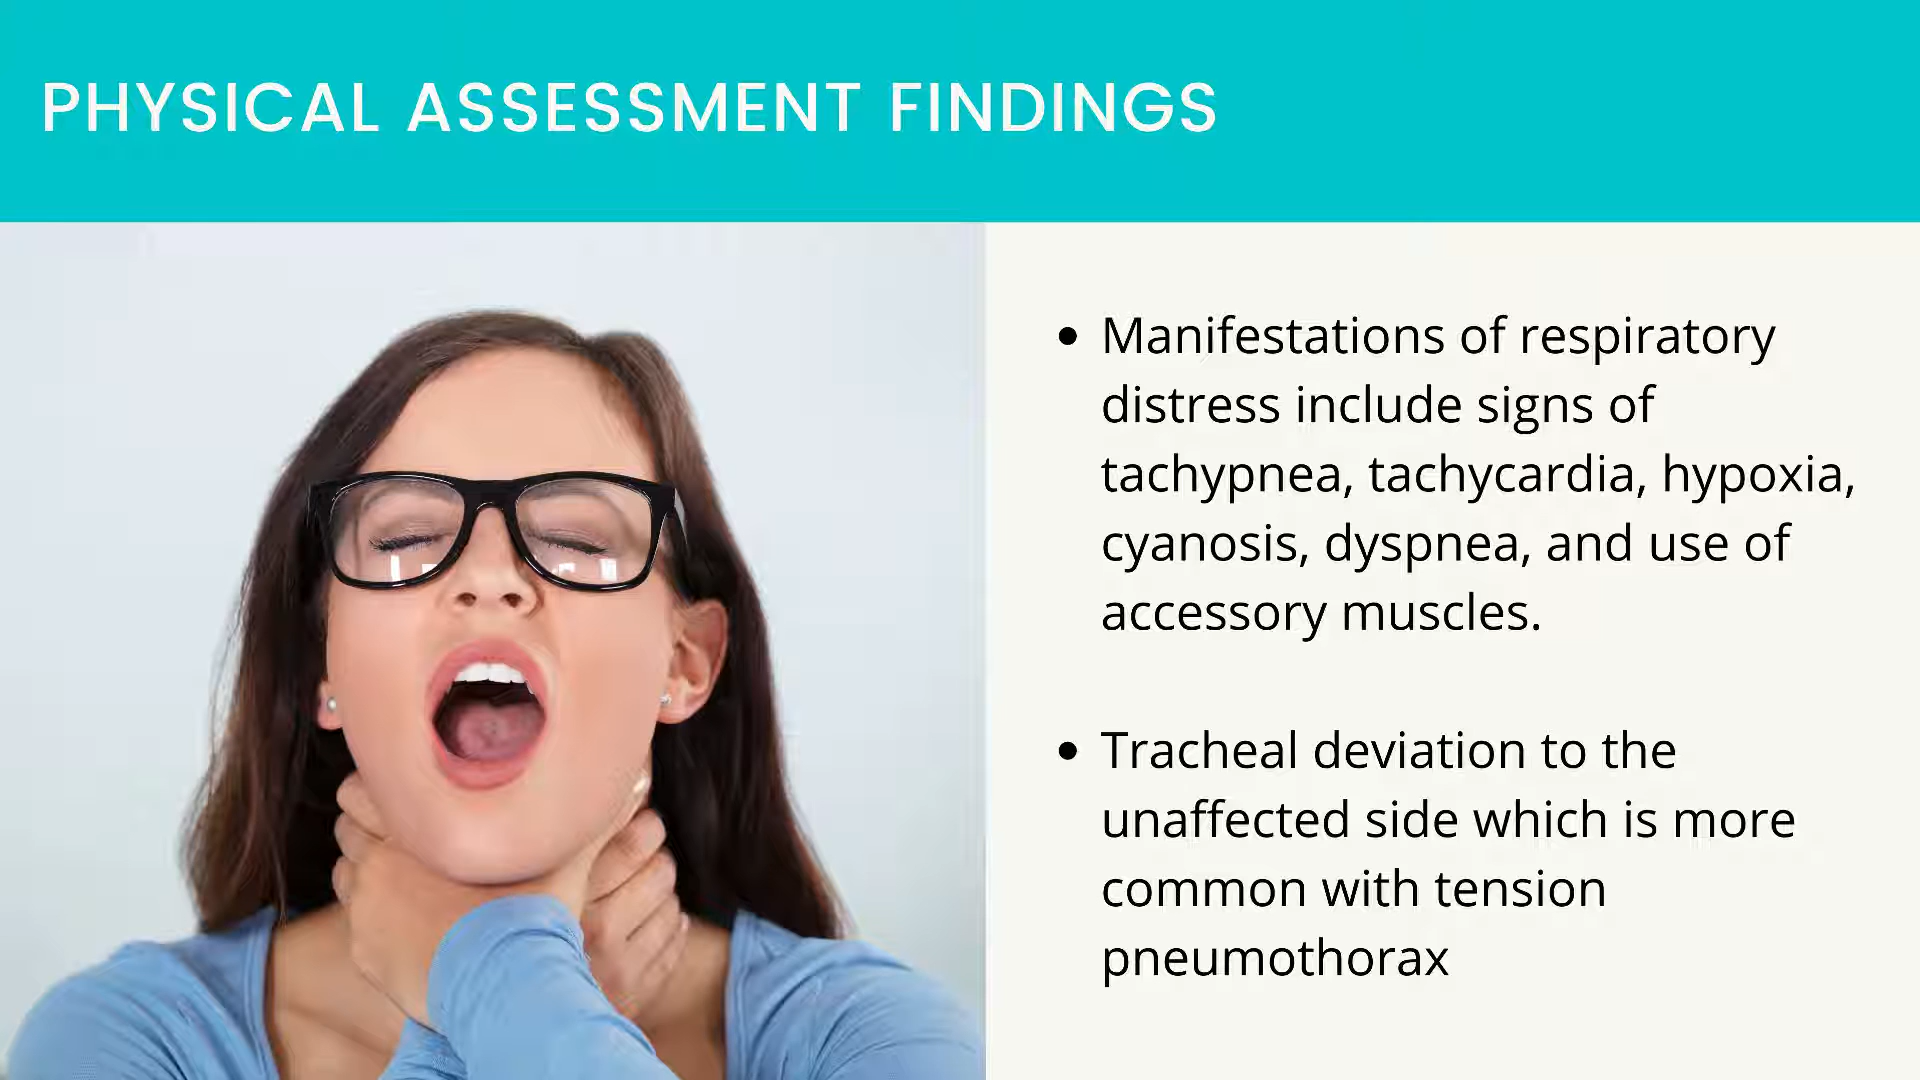 PHYSICAL ASSESSMENT FINDINGS
• Manifestations of respiratory
distress include signs of
tachypnea, tachycardia, hypoxia,
cyanosis, dyspnea, and use of
accessory muscles.
• Tracheal deviation to the
unaffected side which is more
common with tension
pneumothorax